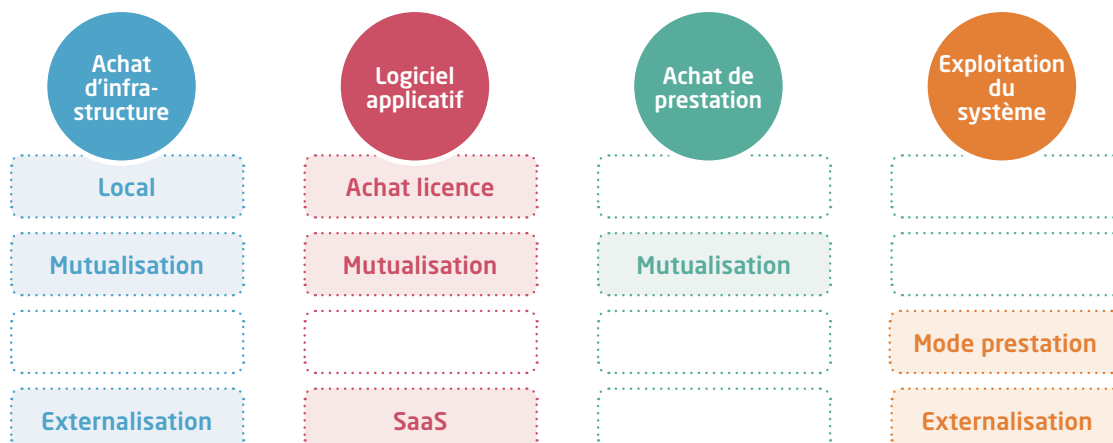 Achat
d'infra-
structure
Logiciel
applicatif
Achat de
prestation
Exploitation
du
système
Local
Achat licence
Mutualisation
Mutualisation
Mutualisation
Mode prestation
Externalisation
SaaS
Externalisation